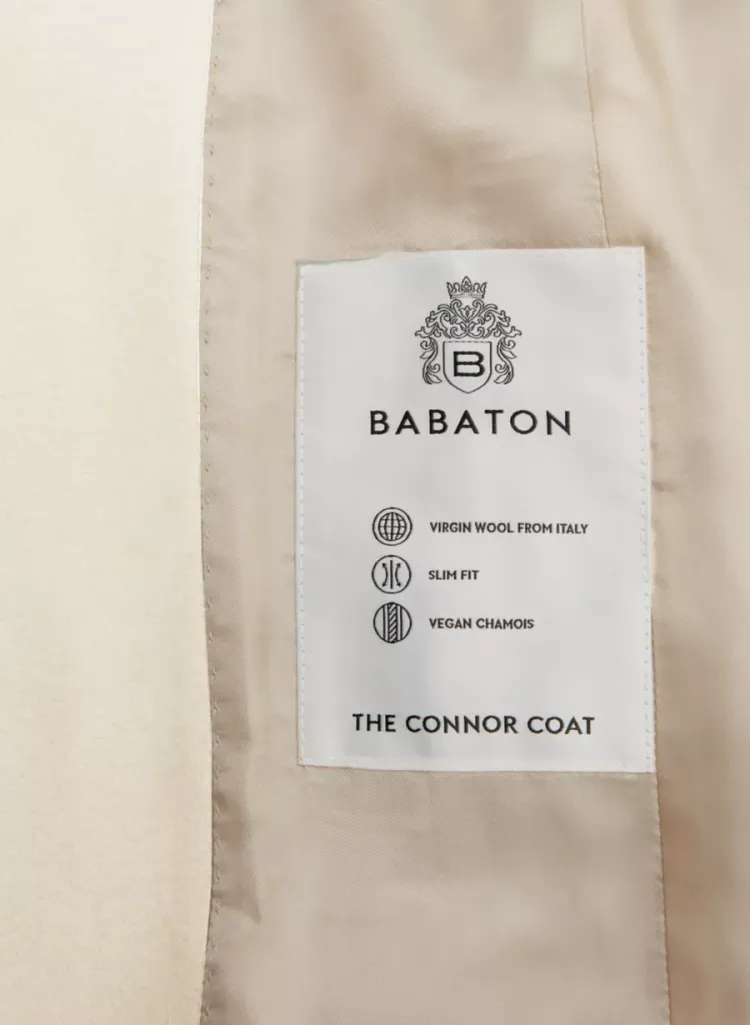 B
BABATON
VIRGIN WOOL FROM ITALY
SLIM FIT
VEGAN CHAMOIS
THE CONNOR COAT